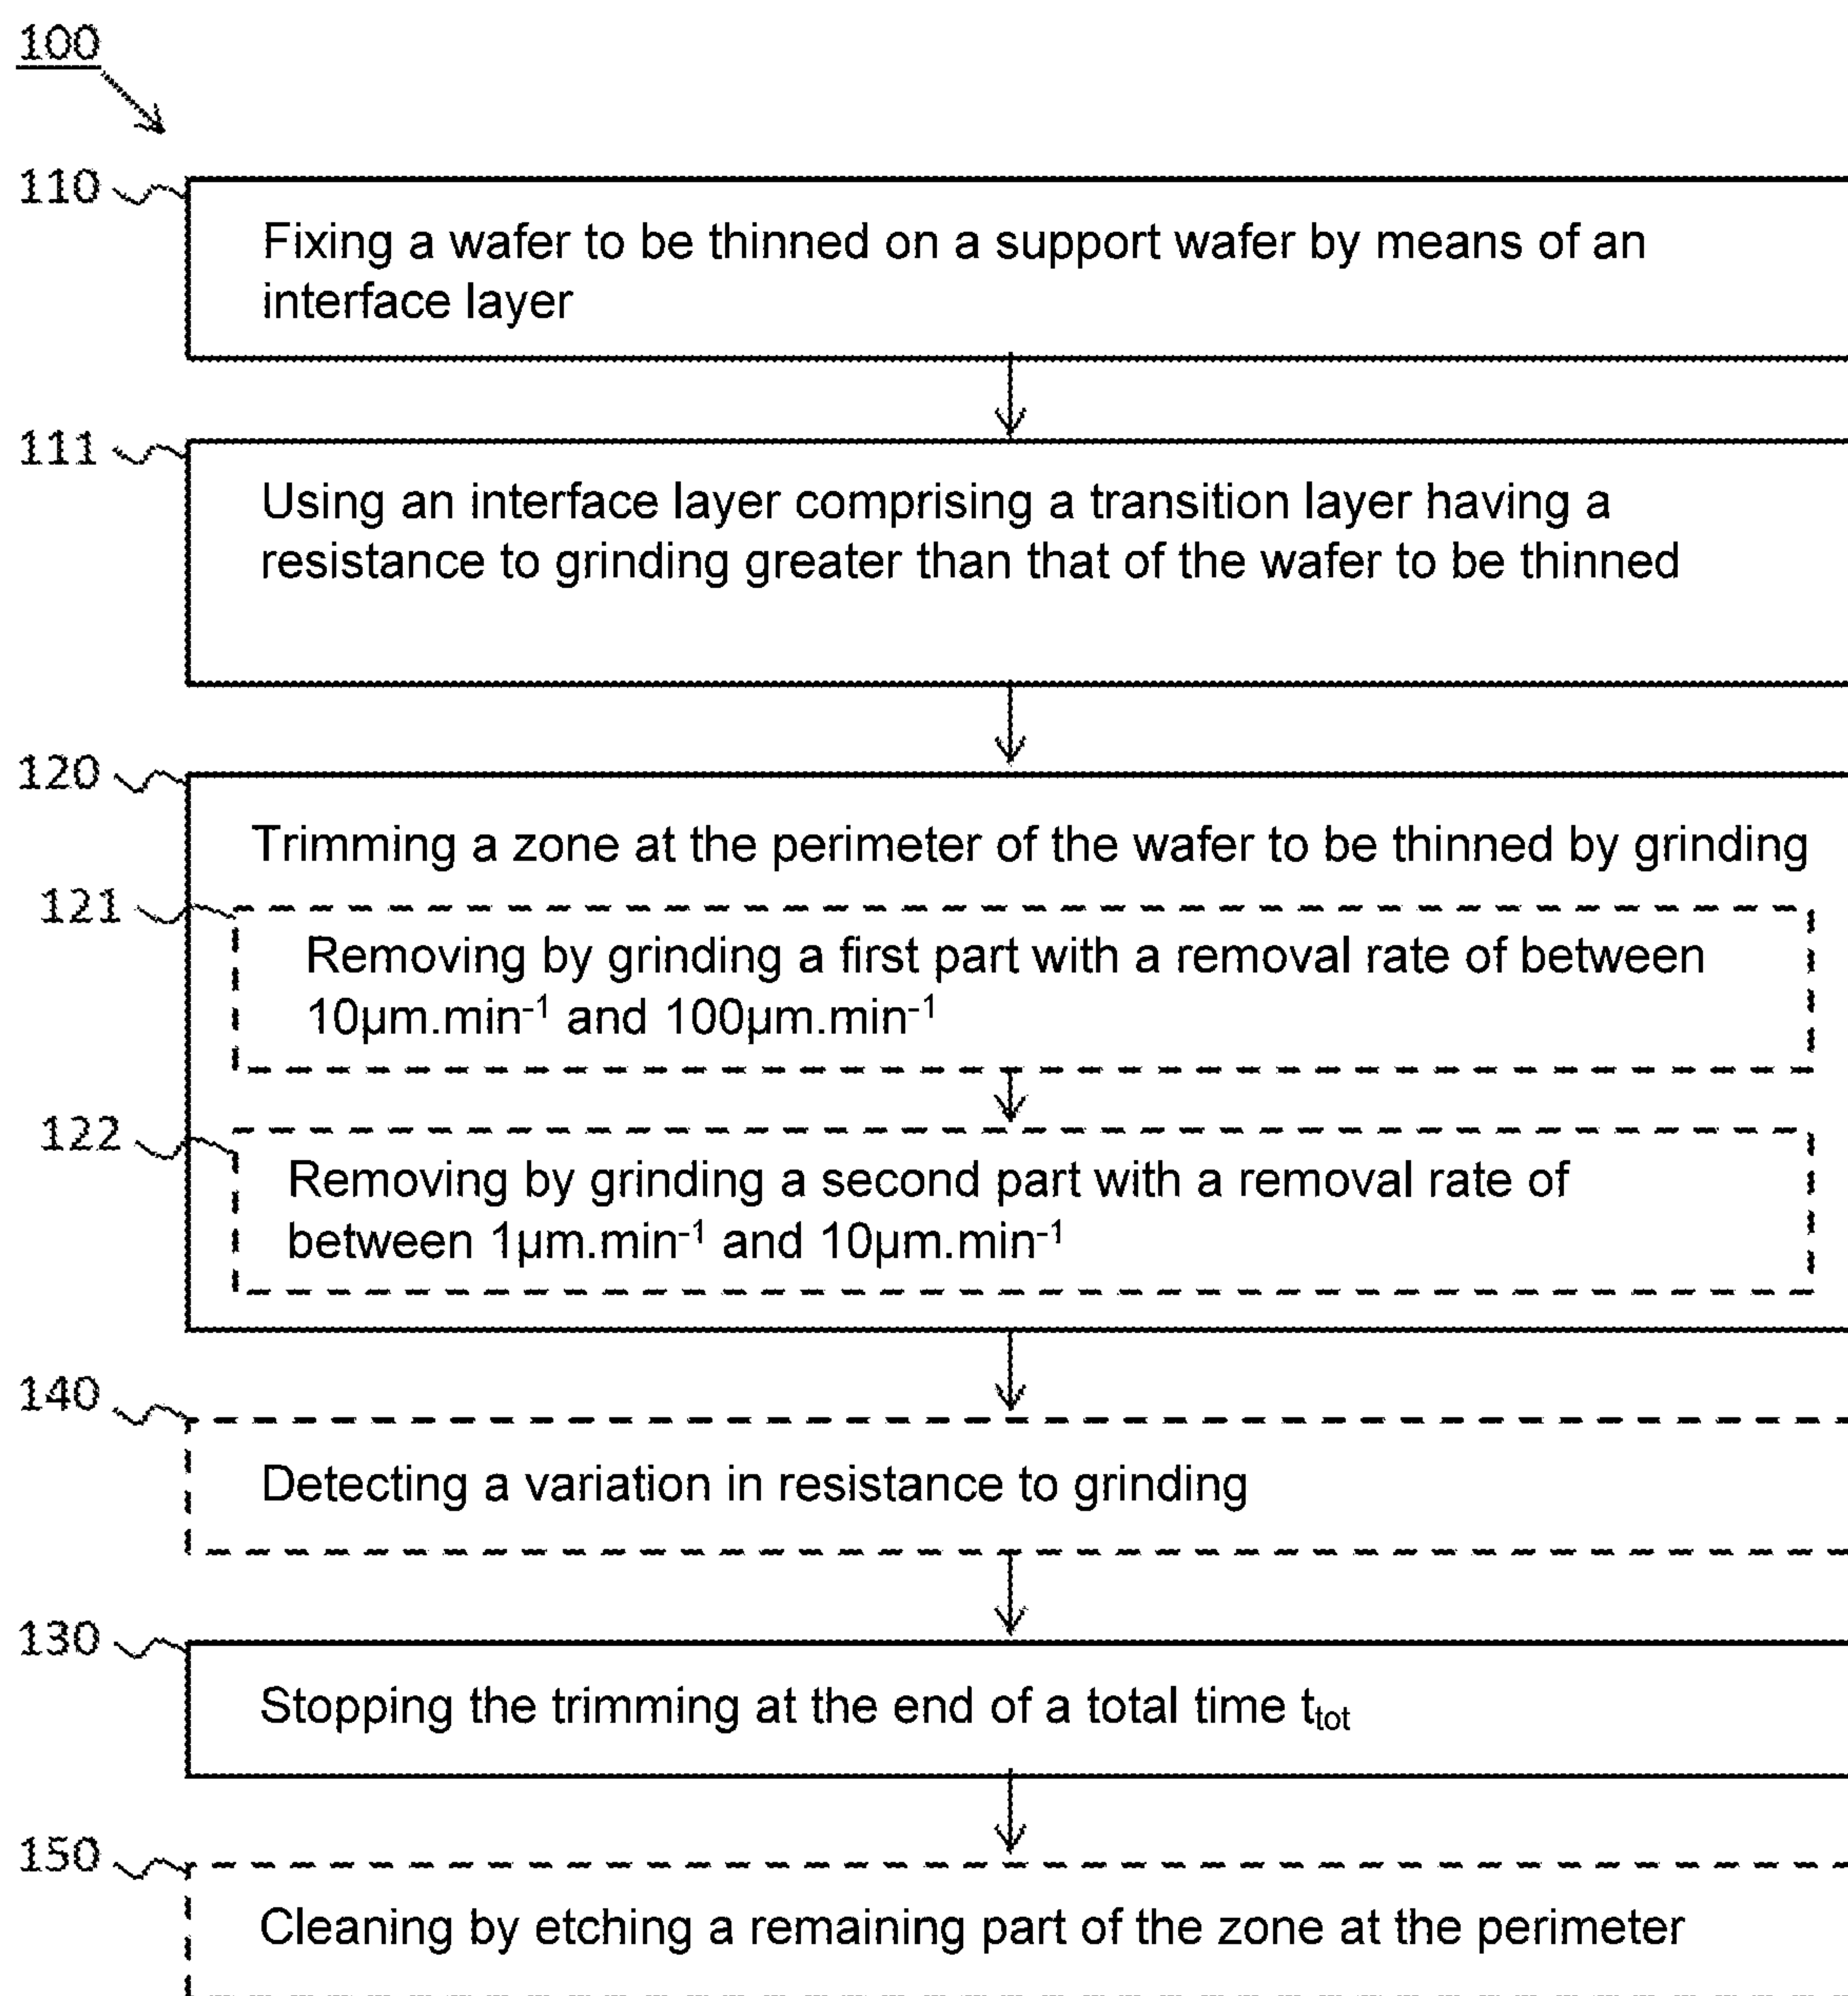 100
110
Fixing a wafer to be thinned on a support wafer by means of an
interface layer
111
Using an interface layer comprising a transition layer having a
resistance to grinding greater than that of the wafer to be thinned
120
Trimming a zone at the perimeter of the wafer to be thinned by grinding
121
Removing by grinding a first part with a removal rate of between
10µm.min⁻¹ and 100µm.min⁻¹
122
Removing by grinding a second part with a removal rate of
between 1µm.min⁻¹ and 10µm.min⁻¹
140
Detecting a variation in resistance to grinding
130
Stopping the trimming at the end of a total time tₜₒₜ
150
Cleaning by etching a remaining part of the zone at the perimeter